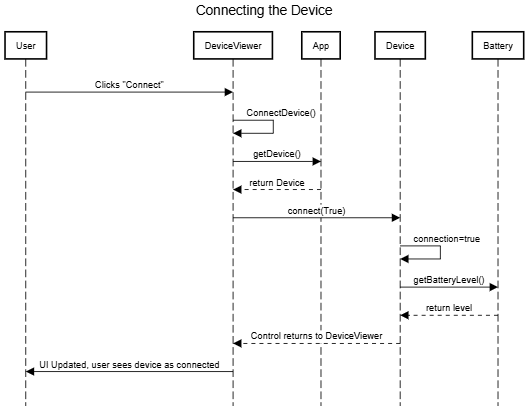 Connecting the Device
User
DeviceViewer
App
Device
Battery
Clicks "Connect"
ConnectDevice()
getDevice()
return Device
connect(True)
connection=true
getBatteryLevel()
return level
Control returns to DeviceViewer
UI Updated, user sees device as connected